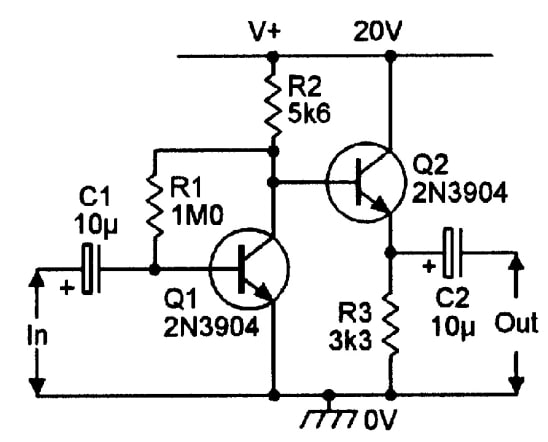 V+ 20V
R2
5k6
Q2
2N3904
R1
1M0
C1
10µ
+
Q1
2N3904
+
C2
10µ
R3
3k3
In
Out
0V